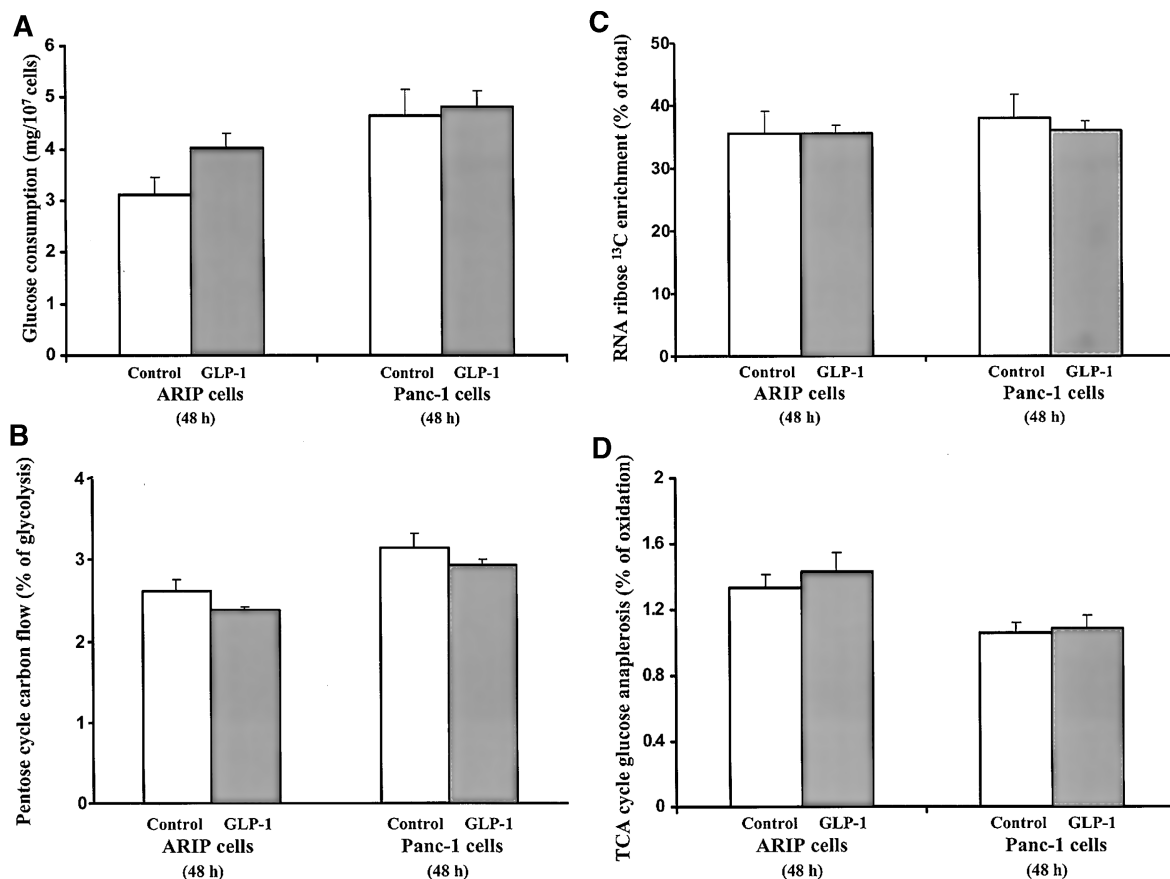 A
Glucose consumption (mg/10⁷ cells)
6
5
4
3
2
1
0
Control GLP-1 Control GLP-1
ARIP cells Panc-1 cells
(48 h) (48 h)
B
Pentose cycle carbon flow (% of glycolysis)
4
3
2
1
0
Control GLP-1 Control GLP-1
ARIP cells Panc-1 cells
(48 h) (48 h)
C
RNA ribose ¹³C enrichment (% of total)
50
40
30
20
10
0
Control GLP-1 Control GLP-1
ARIP cells Panc-1 cells
(48 h) (48 h)
D
TCA cycle glucose anaplerosis (% of oxidation)
2
1.6
1.2
0.8
0.4
0
Control GLP-1 Control GLP-1
ARIP cells Panc-1 cells
(48 h) (48 h)